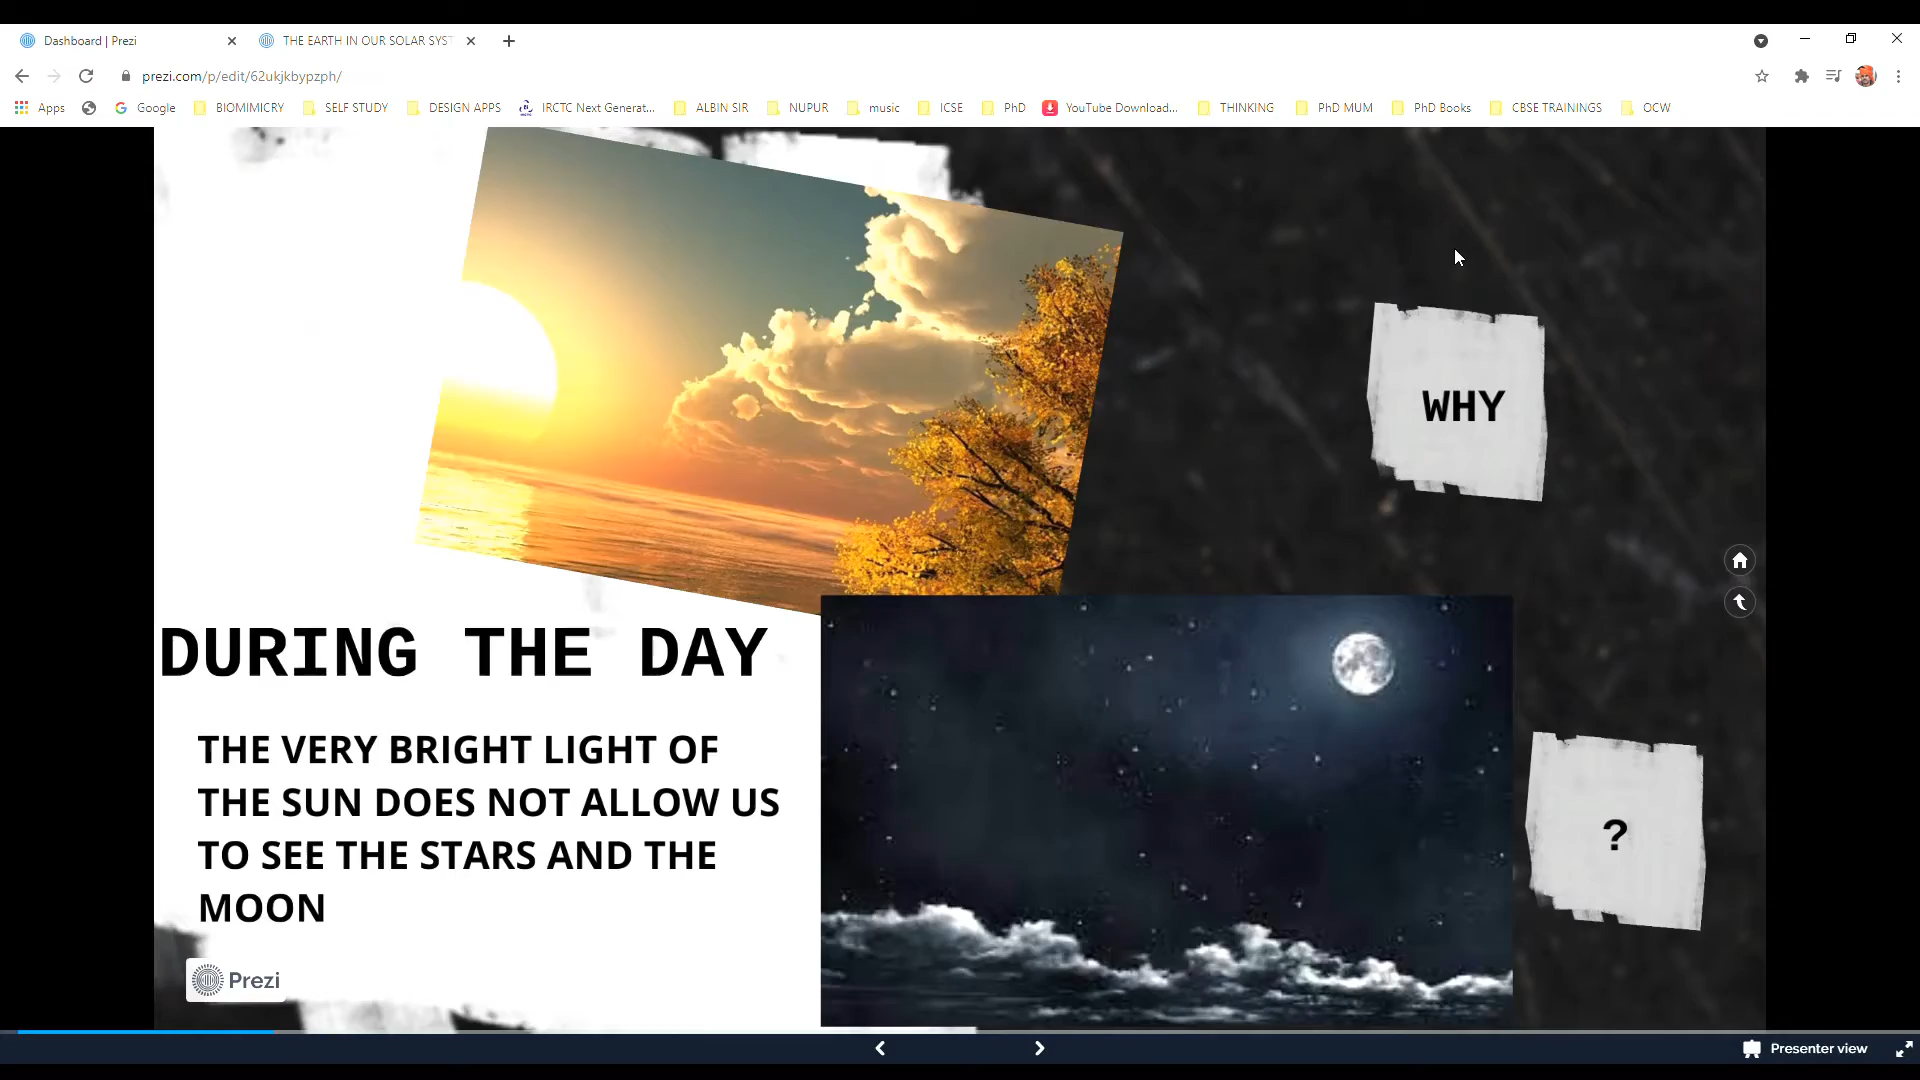 Dashboard | Prezi
THE EARTH IN OUR SOLAR SYST
prezi.com/p/edit/62ukjkbypzph/
Apps Google BIOMIMICRY SELF STUDY DESIGN APPS IRCTC Next Generat... ALBIN SIR NUPUR music ICSE PhD YouTube Download... THINKING PhD MUM PhD Books CBSE TRAININGS OCW
WHY
DURING THE DAY
THE VERY BRIGHT LIGHT OF
THE SUN DOES NOT ALLOW US
TO SEE THE STARS AND THE
MOON
?
Prezi
Presenter view